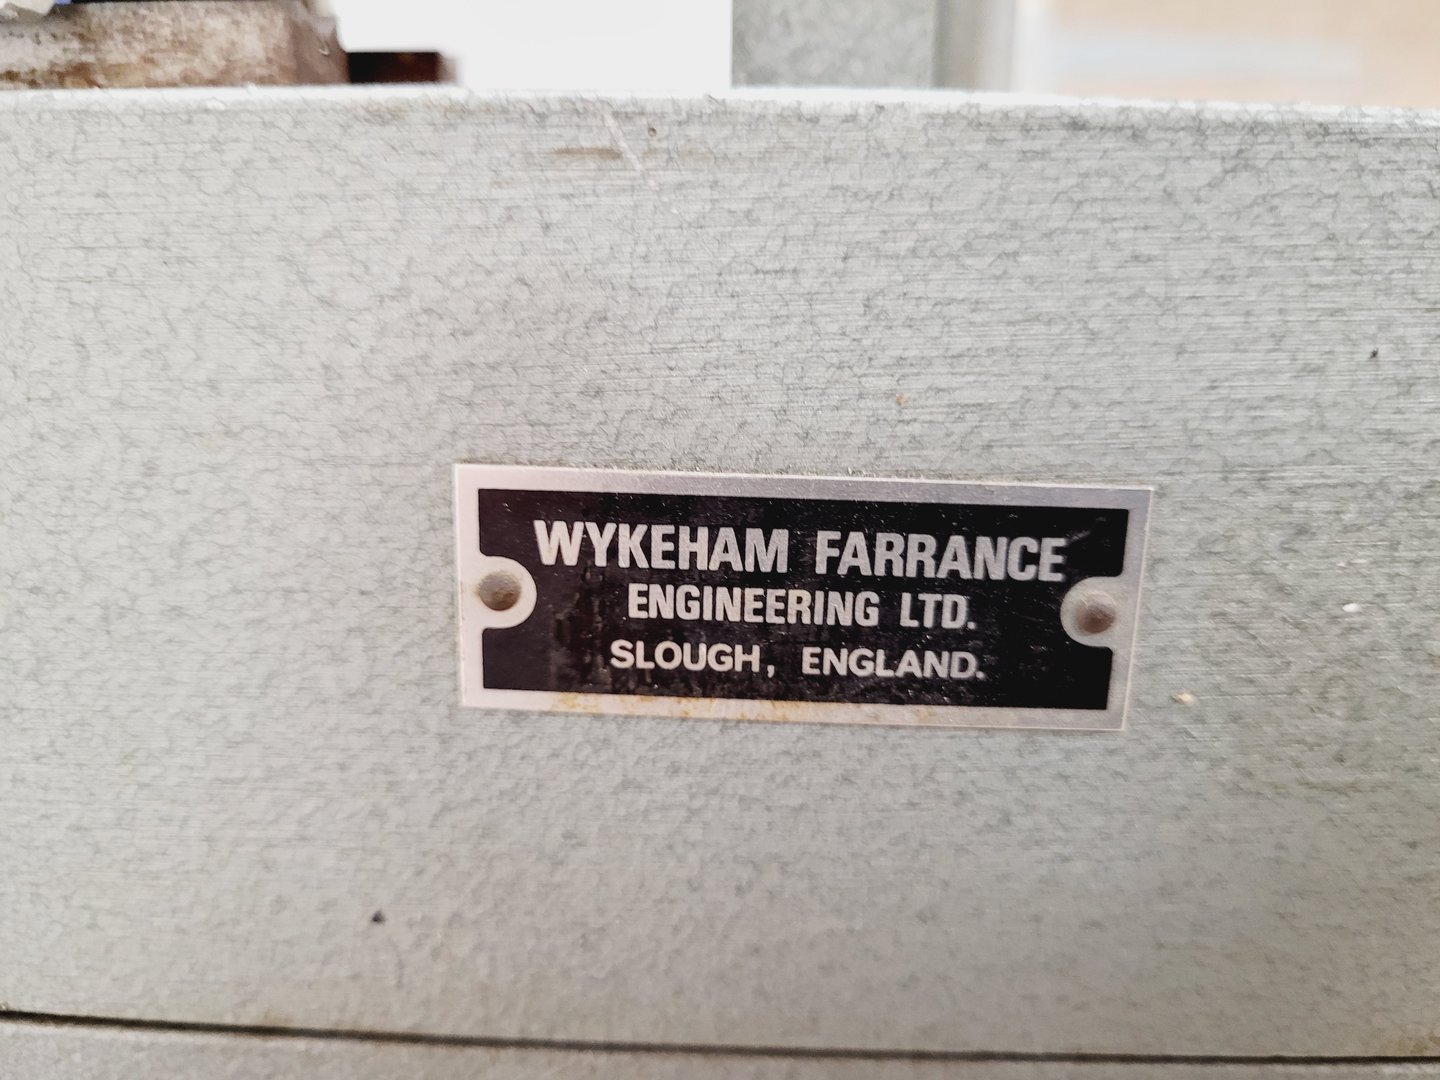 WYKEHAM FARRANCE
ENGINEERING LTD.
SLOUGH, ENGLAND.